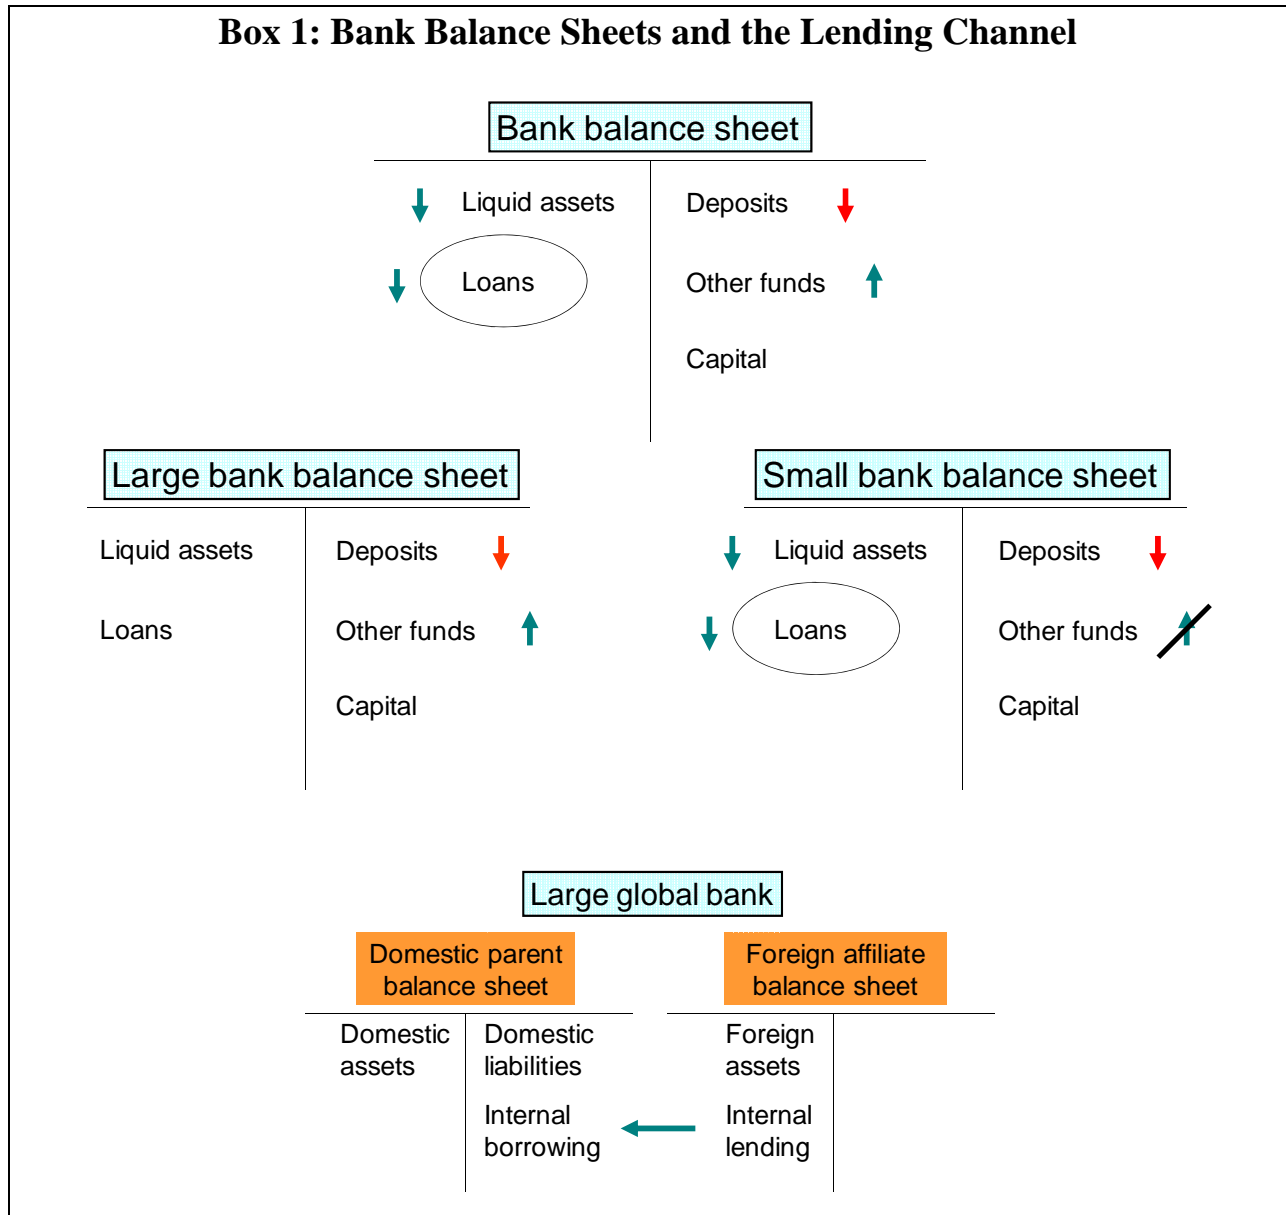 Box 1: Bank Balance Sheets and the Lending Channel
Bank balance sheet
Liquid assets
Deposits
Loans
Other funds
Capital
Large bank balance sheet
Liquid assets
Deposits
Loans
Other funds
Capital
Small bank balance sheet
Liquid assets
Deposits
Loans
Other funds
Capital
Large global bank
Domestic parent
balance sheet
Domestic
assets
Domestic
liabilities
Internal
borrowing
Foreign affiliate
balance sheet
Foreign
assets
Internal
lending